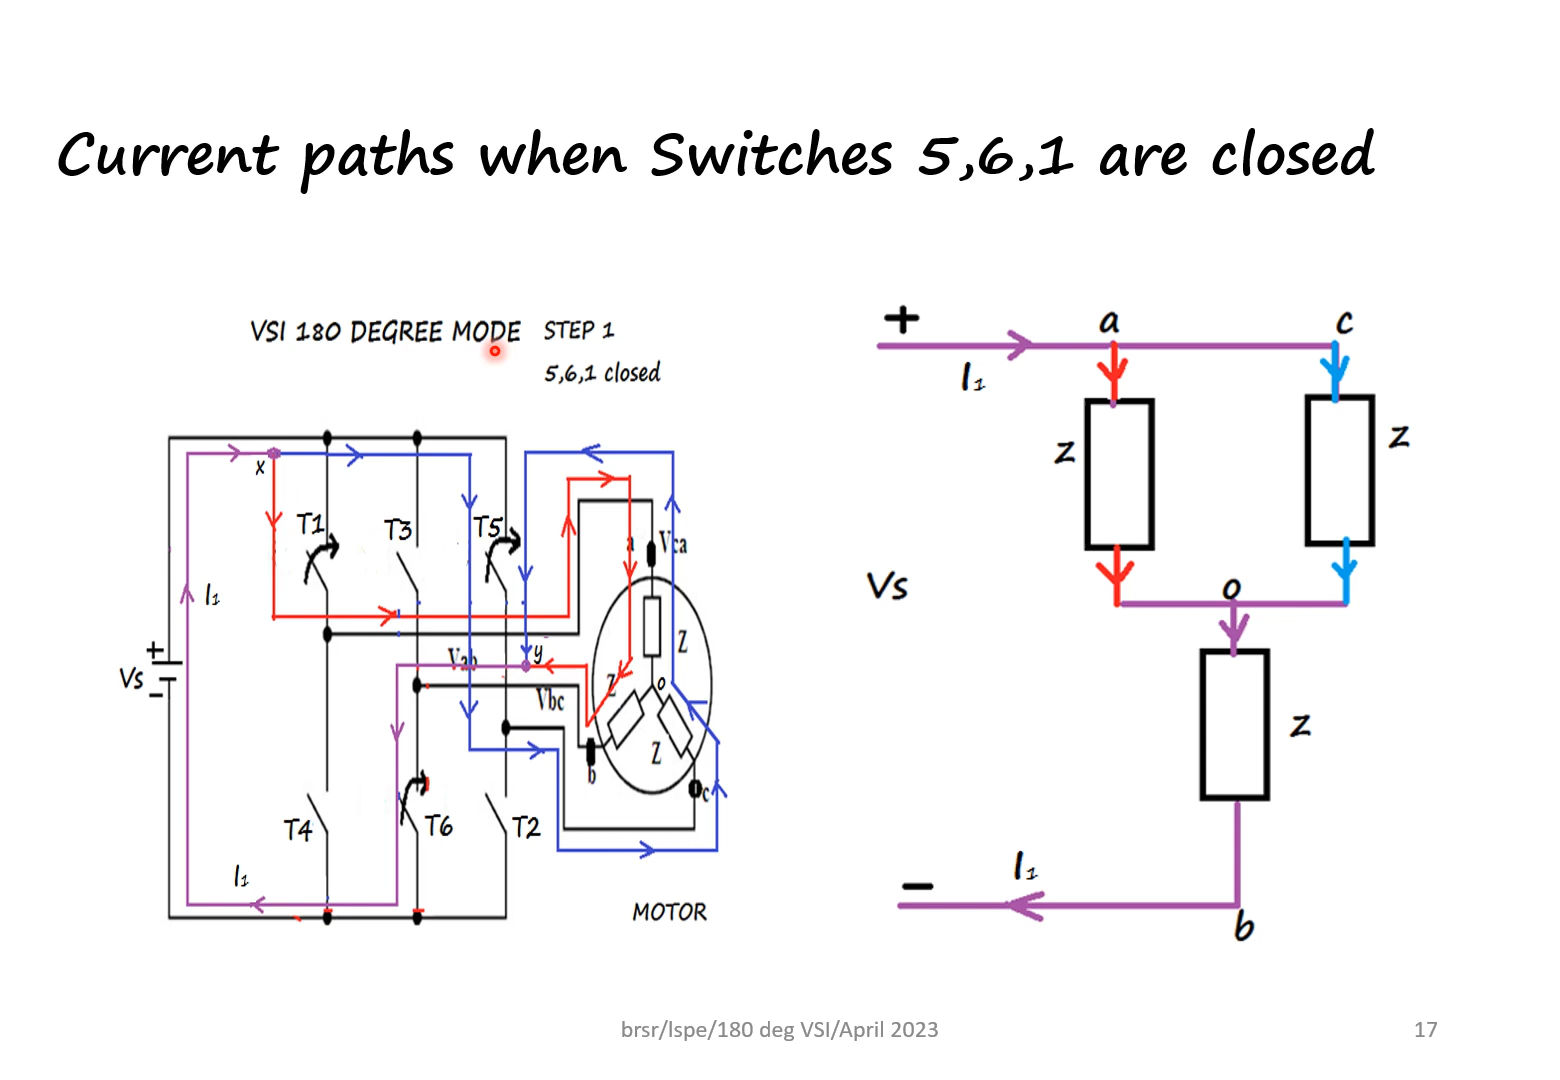 Current paths when Switches 5,6,1 are closed
VSI 180 DEGREE MODE STEP 1
5,6,1 closed
x
T1
T3
T5
a
Vca
I₁
+
Vs
-
Vab
y
Vbc
Z
Z
o
Z
b
c
T4
T6
T2
I₁
MOTOR
+
a
c
I₁
z
z
Vs
o
z
I₁
-
b
brsr/lspe/180 deg VSI/April 2023
17